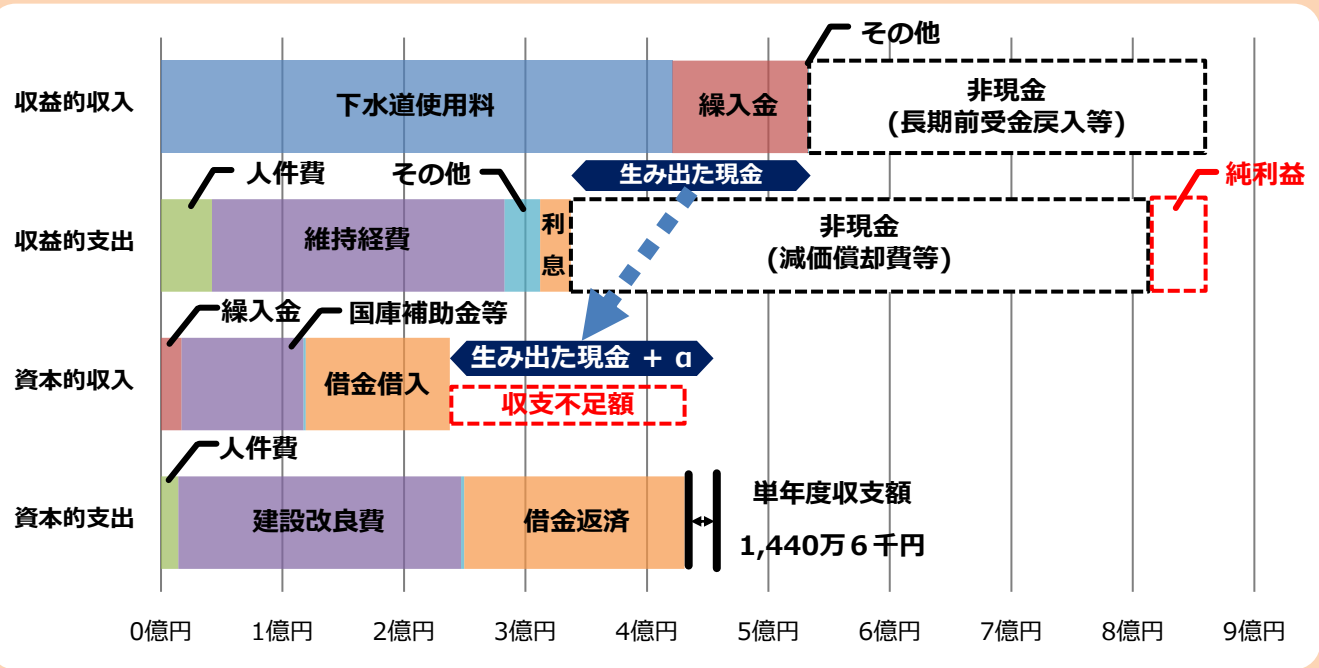 その他
収益的収入
下水道使用料
繰入金
非現金
(長期前受金戻入等)
人件費
その他
生み出た現金
純利益
収益的支出
維持経費
利
息
非現金
(減価償却費等)
繰入金
国庫補助金等
資本的収入
借金借入
生み出た現金 + α
収支不足額
人件費
資本的支出
建設改良費
借金返済
単年度収支額
1,440万６千円
0億円
1億円
2億円
3億円
4億円
5億円
6億円
7億円
8億円
9億円